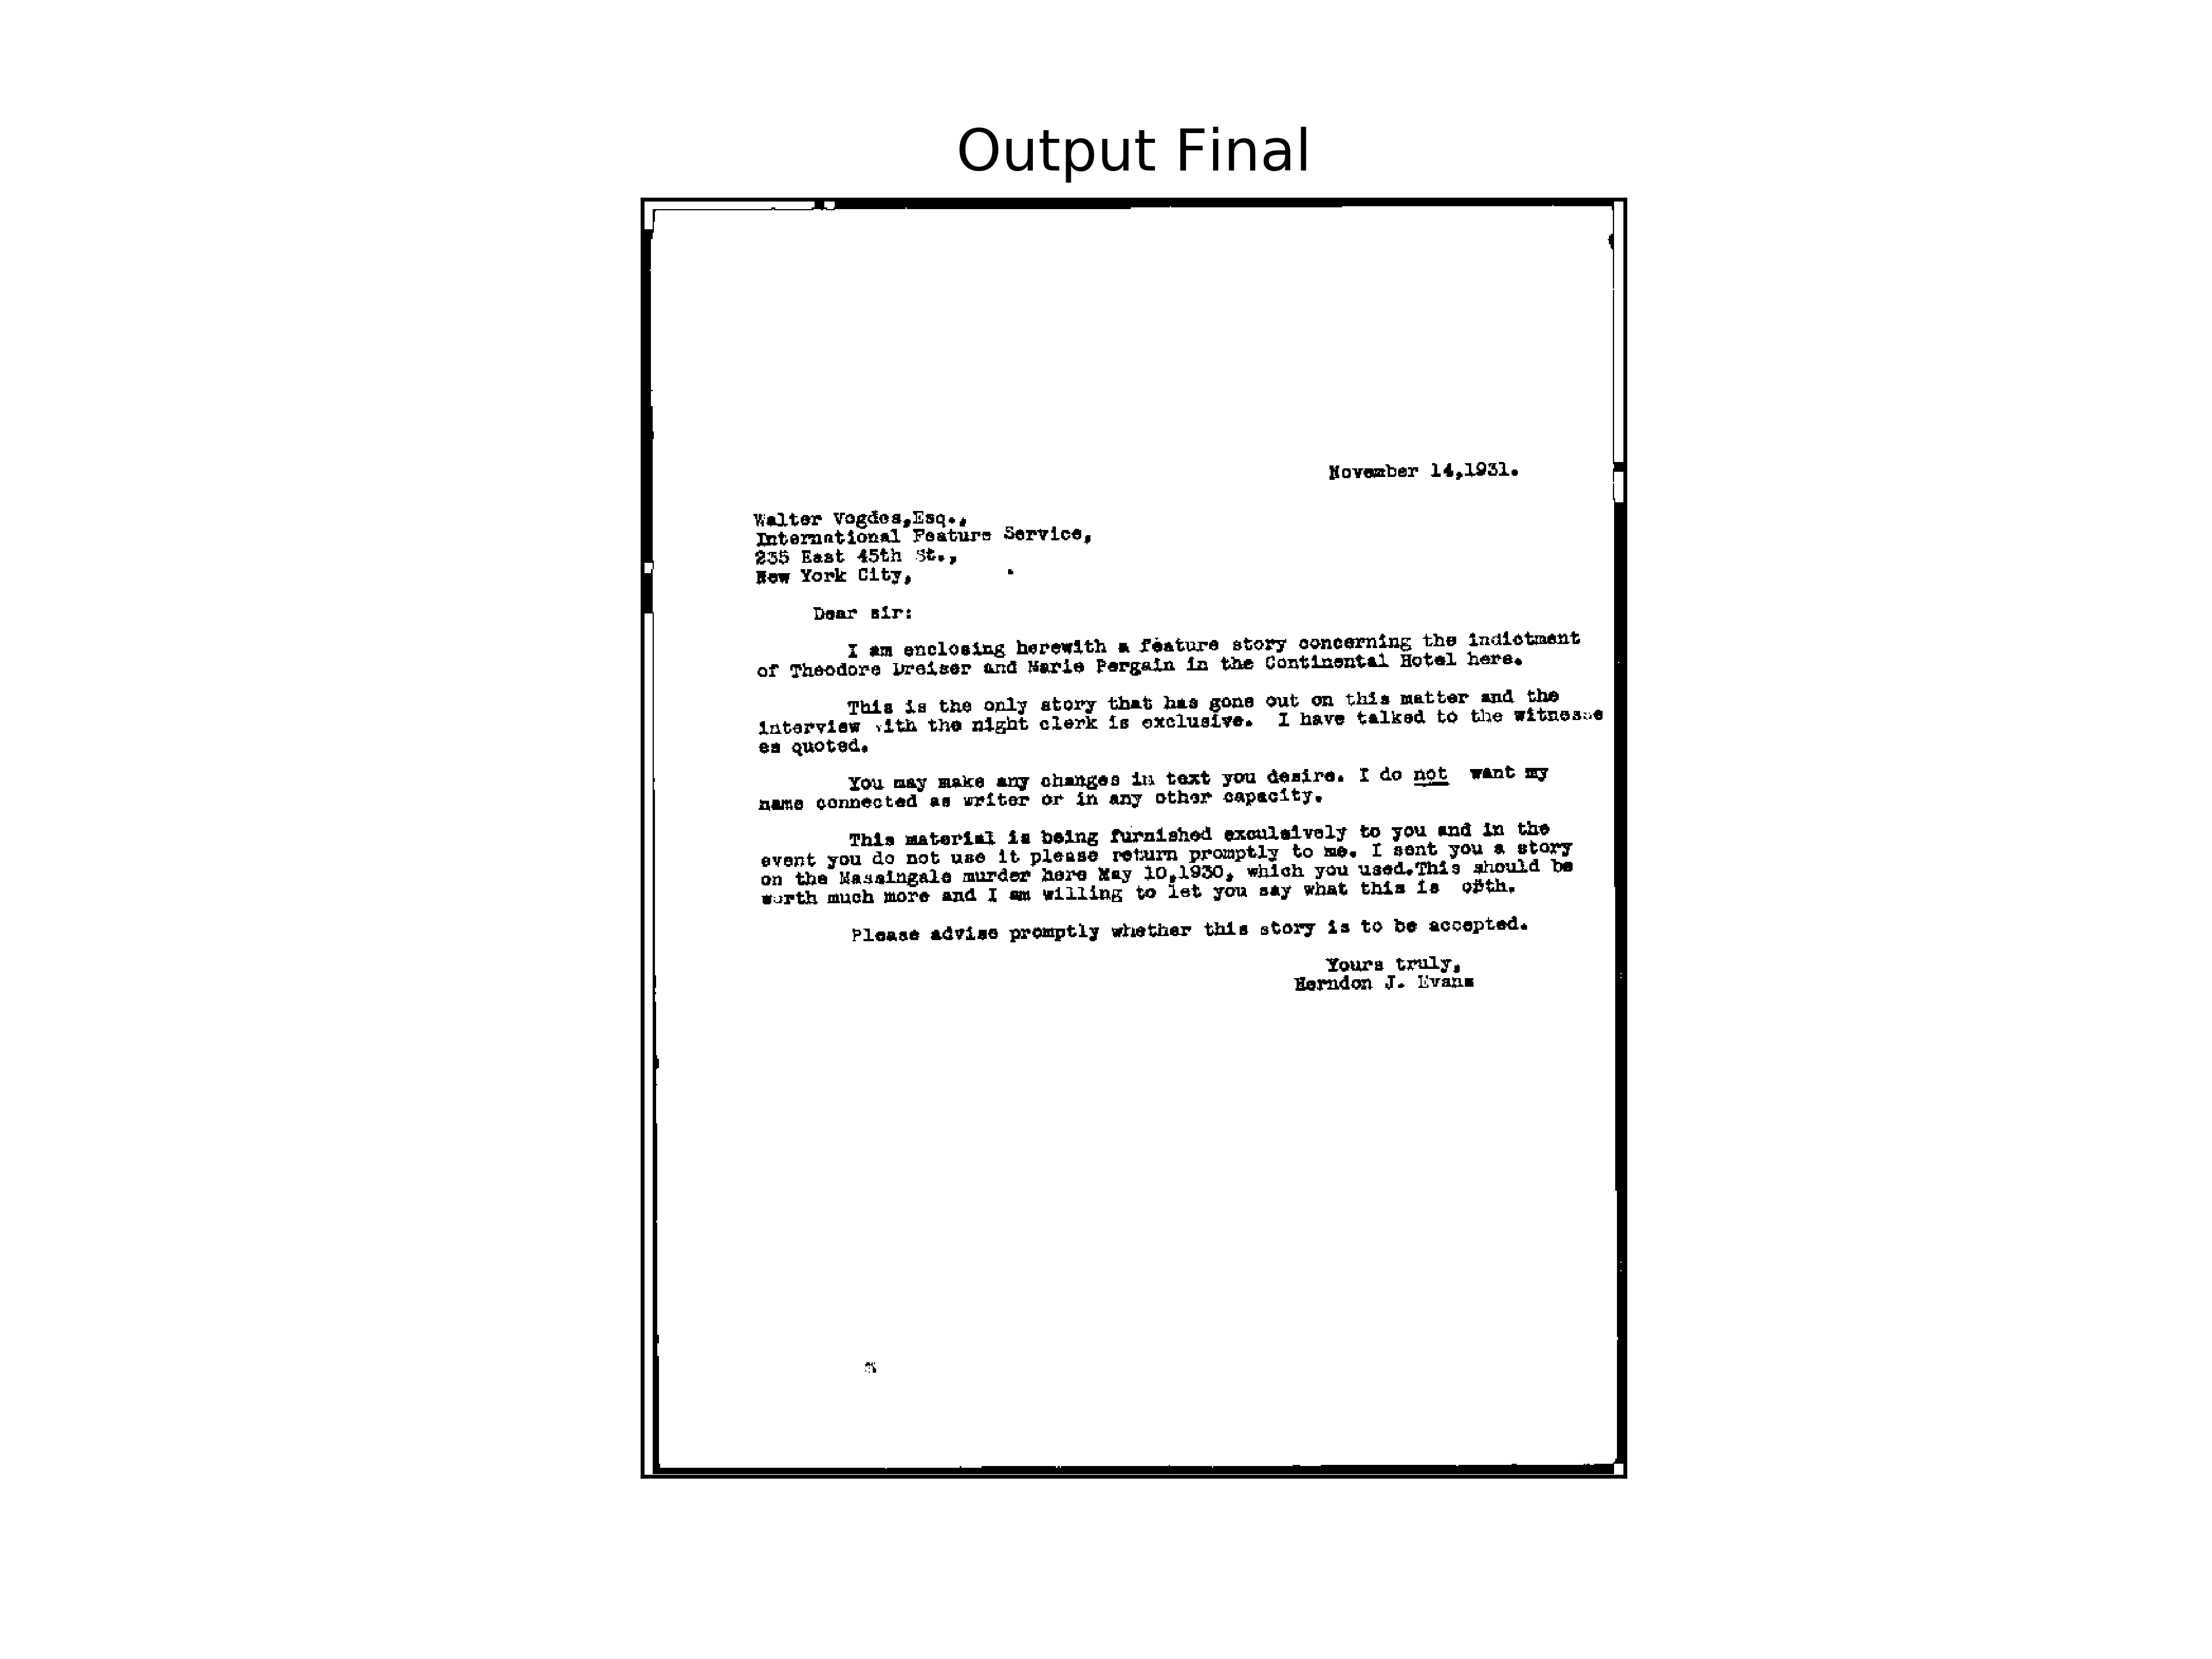 Output Final
November 14,1931.
Walter Vogdes,Esq.,
International Feature Service,
235 East 45th St.,
New York City,
Dear sir:
I am enclosing herewith a feature story concerning the indictment
of Theodore Dreiser and Marie Pergain in the Continental Hotel here.
This is the only story that has gone out on this matter and the
interview with the night clerk is exclusive. I have talked to the witnesse
es quoted.
You may make any changes in text you desire. I do not want my
name connected as writer or in any other capacity.
This material is being furnished exculsively to you and in the
event you do not use it please return promptly to me. I sent you a story
on the Massingale murder here May 10,1930, which you used.This should be
worth much more and I am willing to let you say what this is
Please advise promptly whether this story is to be accepted.
Yours truly,
Herndon J. Evans